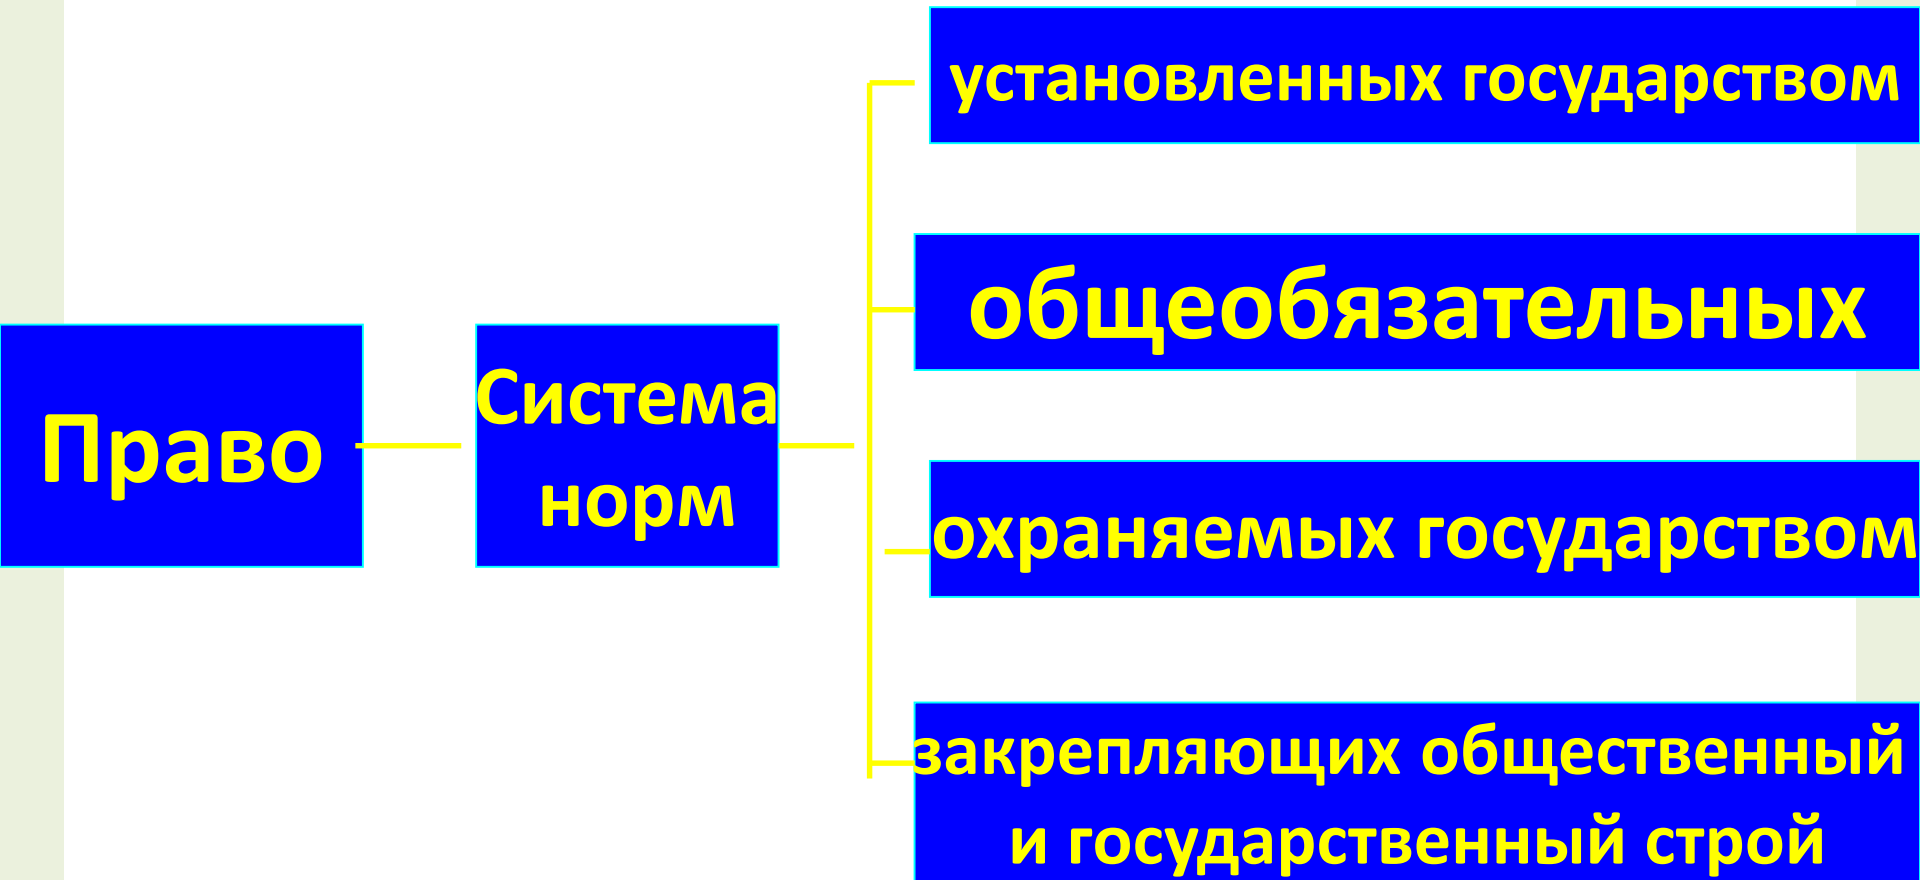 Право
Система
норм
установленных государством
общеобязательных
охраняемых государством
закрепляющих общественный
и государственный строй